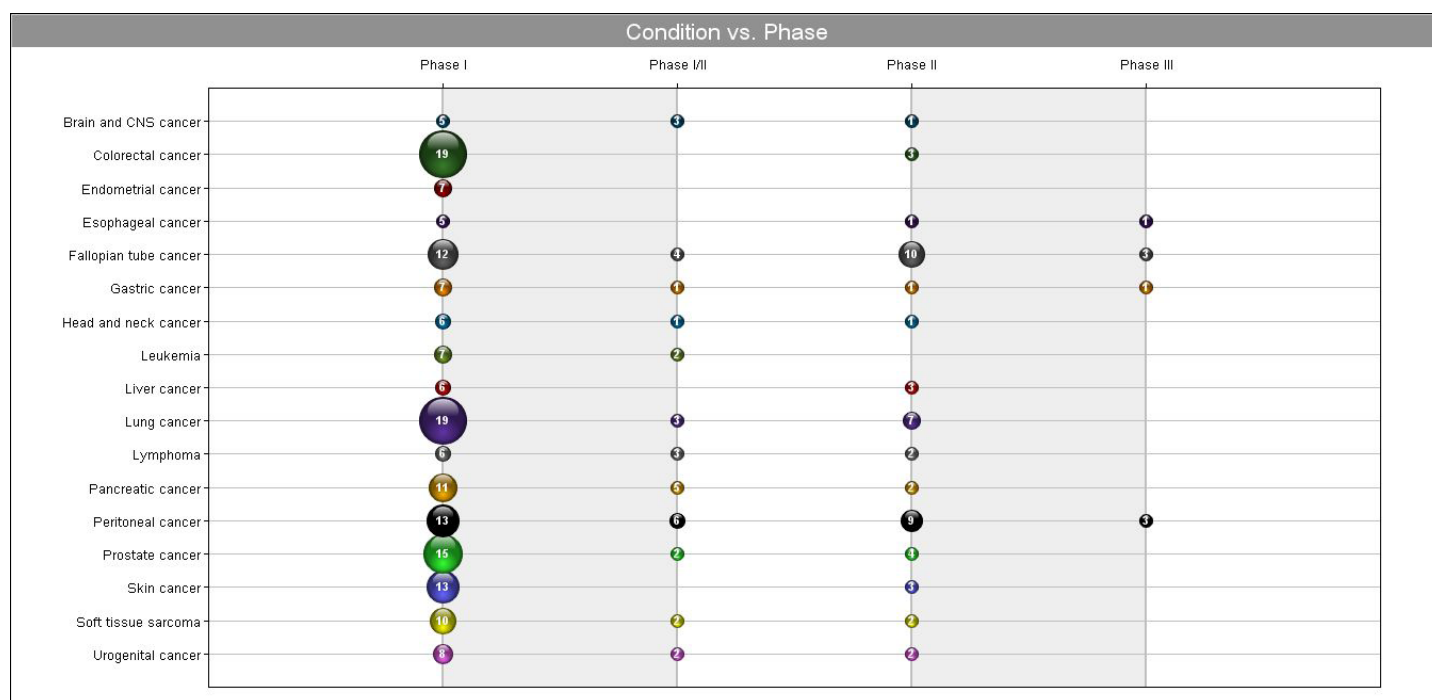 Condition vs. Phase
Phase I Phase I/II Phase II Phase III
Brain and CNS cancer 5 3 1
Colorectal cancer 19 3
Endometrial cancer 7
Esophageal cancer 5 1 1
Fallopian tube cancer 12 4 10 3
Gastric cancer 7 1 1 1
Head and neck cancer 6 1 1
Leukemia 7 2
Liver cancer 6 3
Lung cancer 19 3 7
Lymphoma 6 3 2
Pancreatic cancer 11 5 2
Peritoneal cancer 13 6 9 3
Prostate cancer 15 2 4
Skin cancer 13 3
Soft tissue sarcoma 10 2 2
Urogenital cancer 8 2 2